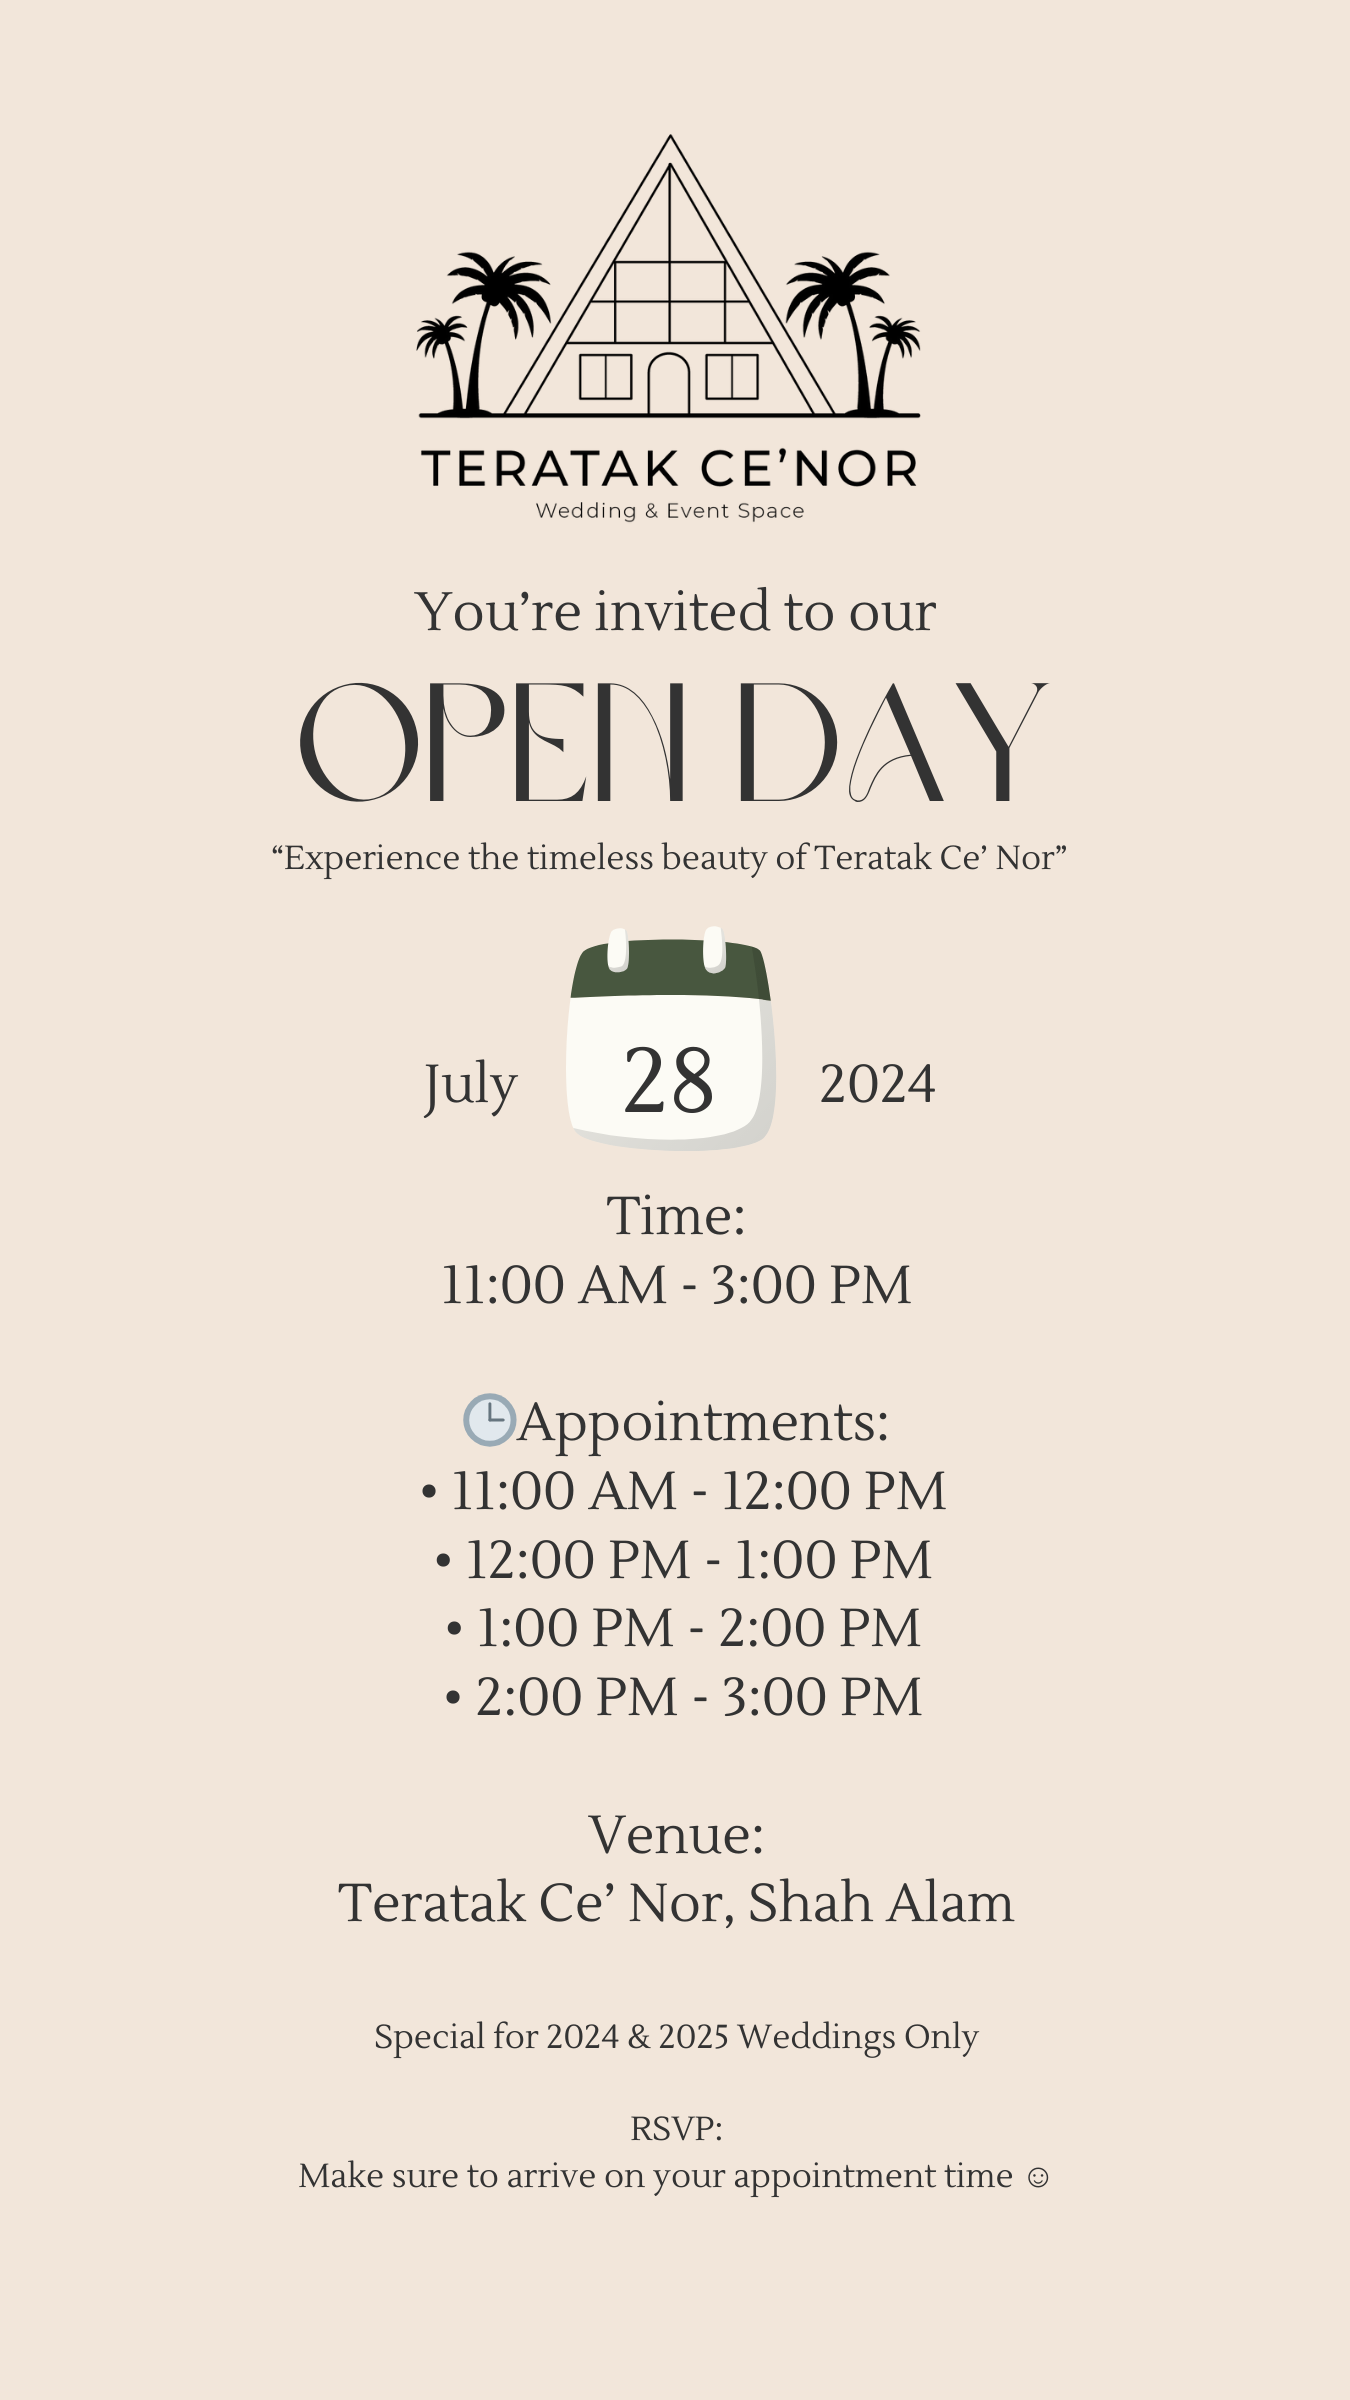 TERATAK CE’NOR
Wedding & Event Space
You’re invited to our
OPEN DAY
“Experience the timeless beauty of Teratak Ce’ Nor”
July 28 2024
Time:
11:00 AM - 3:00 PM
🕒Appointments:
• 11:00 AM - 12:00 PM
• 12:00 PM - 1:00 PM
• 1:00 PM - 2:00 PM
• 2:00 PM - 3:00 PM
Venue:
Teratak Ce’ Nor, Shah Alam
Special for 2024 & 2025 Weddings Only
RSVP:
Make sure to arrive on your appointment time ☺